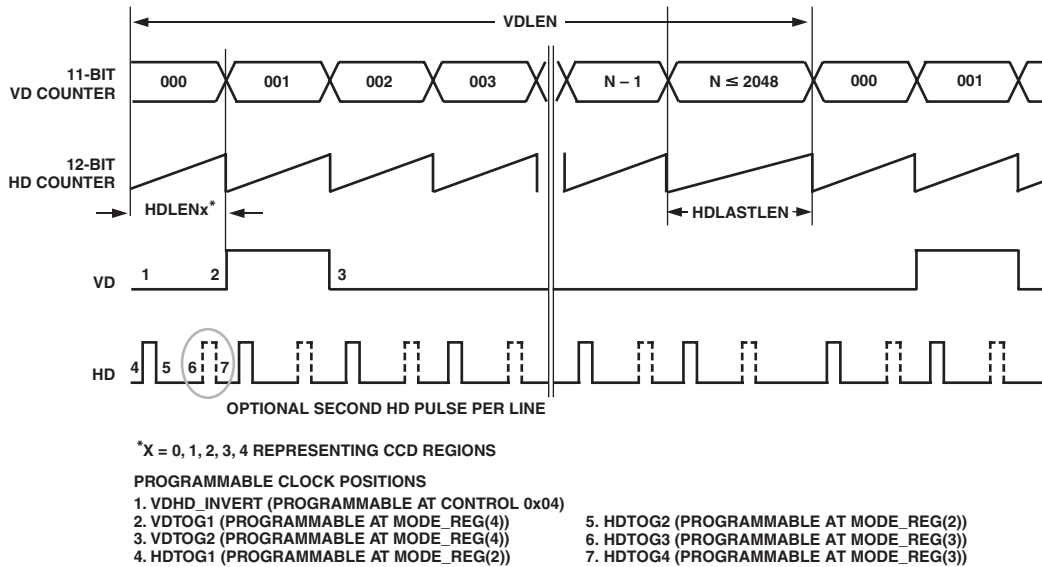 VDLEN
11-BIT
VD COUNTER
000
001
002
003
N – 1
N ≤ 2048
000
001
12-BIT
HD COUNTER
HDLENx*
HDLASTLEN
VD
1
2
3
HD
4
5
6
7
OPTIONAL SECOND HD PULSE PER LINE
*X = 0, 1, 2, 3, 4 REPRESENTING CCD REGIONS
PROGRAMMABLE CLOCK POSITIONS
1. VDHD_INVERT (PROGRAMMABLE AT CONTROL 0x04)
2. VDTOG1 (PROGRAMMABLE AT MODE_REG(4))
3. VDTOG2 (PROGRAMMABLE AT MODE_REG(4))
4. HDTOG1 (PROGRAMMABLE AT MODE_REG(2))
5. HDTOG2 (PROGRAMMABLE AT MODE_REG(2))
6. HDTOG3 (PROGRAMMABLE AT MODE_REG(3))
7. HDTOG4 (PROGRAMMABLE AT MODE_REG(3))